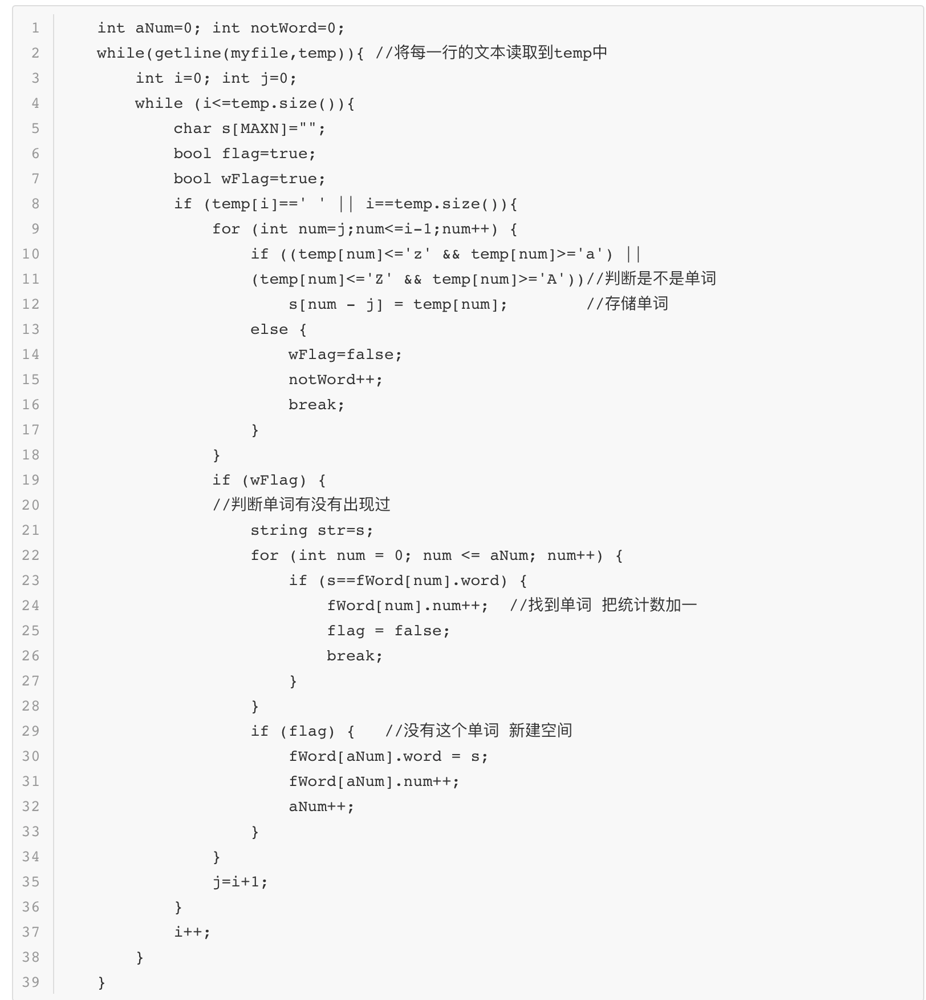 1    int aNum=0; int notWord=0;
2    while(getline(myfile,temp)){ //将每一行的文本读取到temp中
3        int i=0; int j=0;
4        while (i<=temp.size()){
5            char s[MAXN]="";
6            bool flag=true;
7            bool wFlag=true;
8            if (temp[i]==' ' || i==temp.size()){
9                for (int num=j;num<=i-1;num++) {
10                    if ((temp[num]<='z' && temp[num]>='a') ||
11                    (temp[num]<='Z' && temp[num]>='A'))//判断是不是单词
12                        s[num - j] = temp[num];        //存储单词
13                    else {
14                        wFlag=false;
15                        notWord++;
16                        break;
17                    }
18                }
19                if (wFlag) {
20                //判断单词有没有出现过
21                    string str=s;
22                    for (int num = 0; num <= aNum; num++) {
23                        if (s==fWord[num].word) {
24                            fWord[num].num++;  //找到单词 把统计数加一
25                            flag = false;
26                            break;
27                        }
28                    }
29                    if (flag) {   //没有这个单词 新建空间
30                        fWord[aNum].word = s;
31                        fWord[aNum].num++;
32                        aNum++;
33                    }
34                }
35                j=i+1;
36            }
37            i++;
38        }
39    }